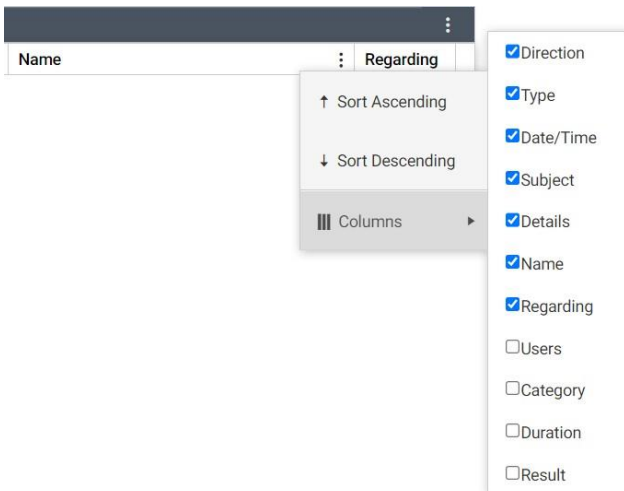 Name Regarding
Sort Ascending
Sort Descending
Columns
Direction
Type
Date/Time
Subject
Details
Name
Regarding
Users
Category
Duration
Result